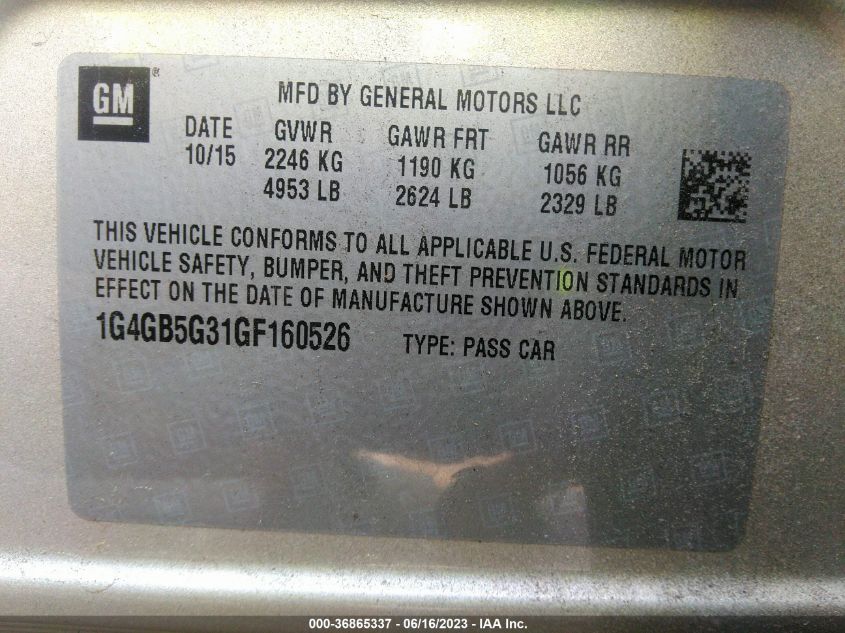 GM®
MFD BY GENERAL MOTORS LLC
DATE GVWR GAWR FRT GAWR RR
10/15 2246 KG 1190 KG 1056 KG
4953 LB 2624 LB 2329 LB
THIS VEHICLE CONFORMS TO ALL APPLICABLE U.S. FEDERAL MOTOR
VEHICLE SAFETY, BUMPER, AND THEFT PREVENTION STANDARDS IN
EFFECT ON THE DATE OF MANUFACTURE SHOWN ABOVE.
1G4GB5G31GF160526 TYPE: PASS CAR
000-36865337 - 06/16/2023 - IAA Inc.